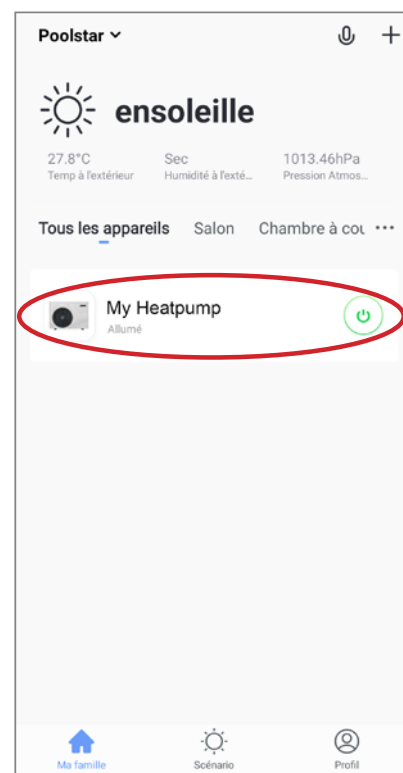 Poolstar
ensoleille
27.8°C Sec 1013.46hPa
Temp à l'extérieur Humidité à l'exté... Pression Atmos...
Tous les appareils Salon Chambre à cou ...
My Heatpump
Allumé
Ma famille Scénario Profil